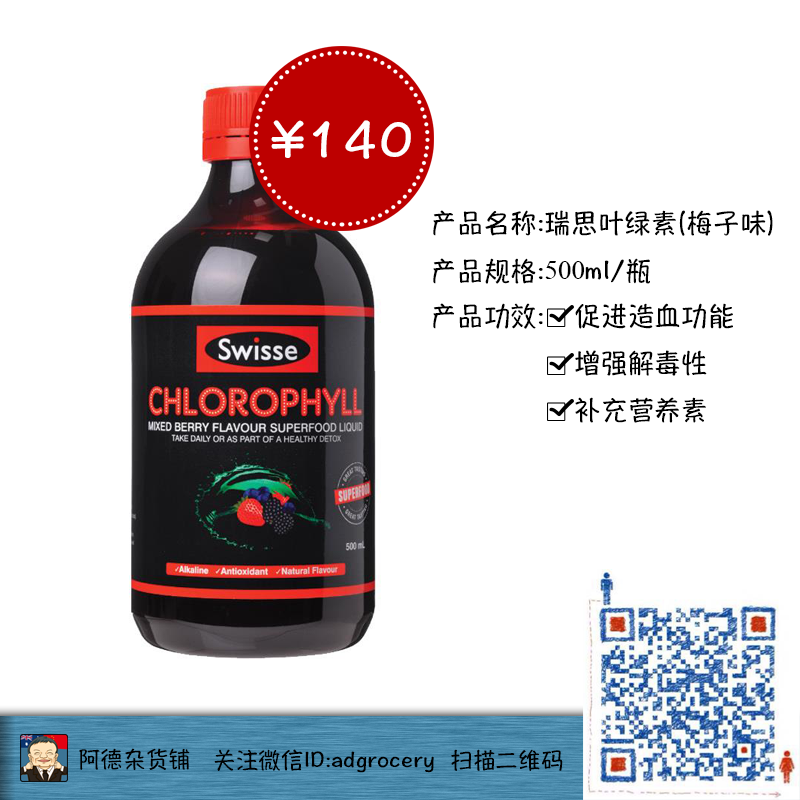 ¥140
产品名称:瑞思叶绿素(梅子味)
产品规格:500ml/瓶
产品功效:☑促进造血功能
☑增强解毒性
☑补充营养素
Swisse
CHLOROPHYLL
MIXED BERRY FLAVOUR SUPERFOOD LIQUID
TAKE DAILY OR AS PART OF A HEALTHY DETOX
GREAT TASTING
SUPERFOOD
GREAT TASTING
500 mL
✓Alkaline ✓Antioxidant ✓Natural Flavour
阿德杂货铺 关注微信ID:adgrocery 扫描二维码